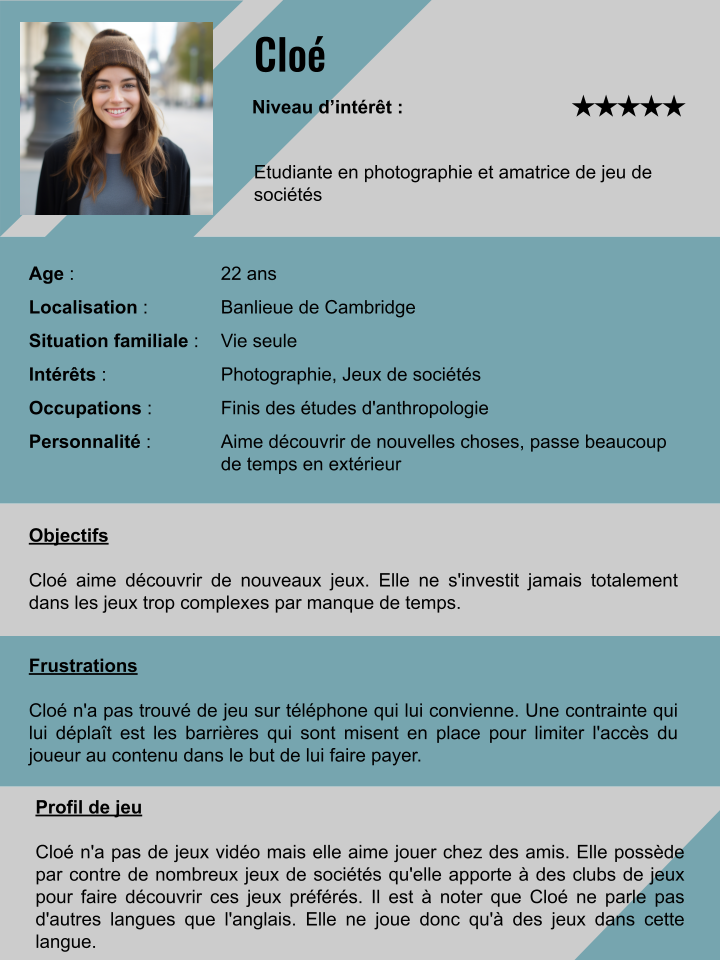 Cloé
Niveau d’intérêt : ★★★★★
Etudiante en photographie et amatrice de jeu de
sociétés
Age : 22 ans
Localisation : Banlieue de Cambridge
Situation familiale : Vie seule
Intérêts : Photographie, Jeux de sociétés
Occupations : Finis des études d'anthropologie
Personnalité : Aime découvrir de nouvelles choses, passe beaucoup
de temps en extérieur
Objectifs
Cloé aime découvrir de nouveaux jeux. Elle ne s'investit jamais totalement
dans les jeux trop complexes par manque de temps.
Frustrations
Cloé n'a pas trouvé de jeu sur téléphone qui lui convienne. Une contrainte qui
lui déplaît est les barrières qui sont misent en place pour limiter l'accès du
joueur au contenu dans le but de lui faire payer.
Profil de jeu
Cloé n'a pas de jeux vidéo mais elle aime jouer chez des amis. Elle possède
par contre de nombreux jeux de sociétés qu'elle apporte à des clubs de jeux
pour faire découvrir ces jeux préférés. Il est à noter que Cloé ne parle pas
d'autres langues que l'anglais. Elle ne joue donc qu'à des jeux dans cette
langue.